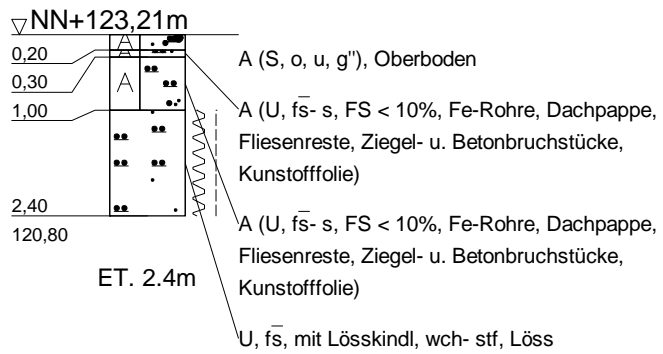 NN+123,21m
A
A
A
0,20
0,30
1,00
2,40
120,80
ET. 2.4m
A (S, o, u, g"), Oberboden
A (U, fs̅- s, FS < 10%, Fe-Rohre, Dachpappe,
Fliesenreste, Ziegel- u. Betonbruchstücke,
Kunstofffolie)
A (U, fs̅- s, FS < 10%, Fe-Rohre, Dachpappe,
Fliesenreste, Ziegel- u. Betonbruchstücke,
Kunstofffolie)
U, fs̅, mit Lösskindl, wch- stf, Löss